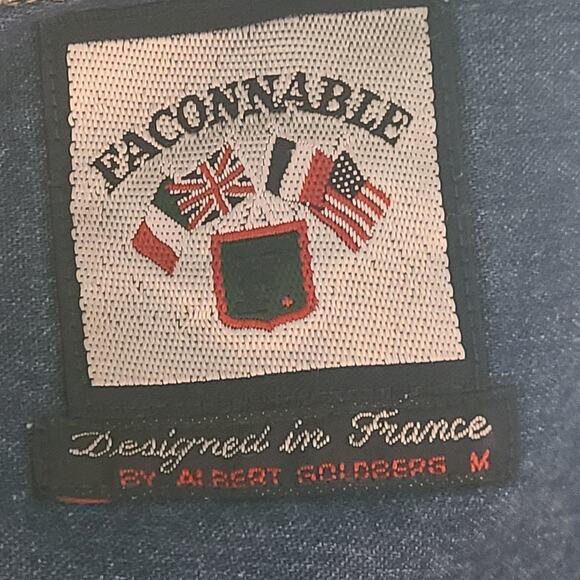 FACONNABLE
Designed in France
BY ALBERT GOLDBERG M